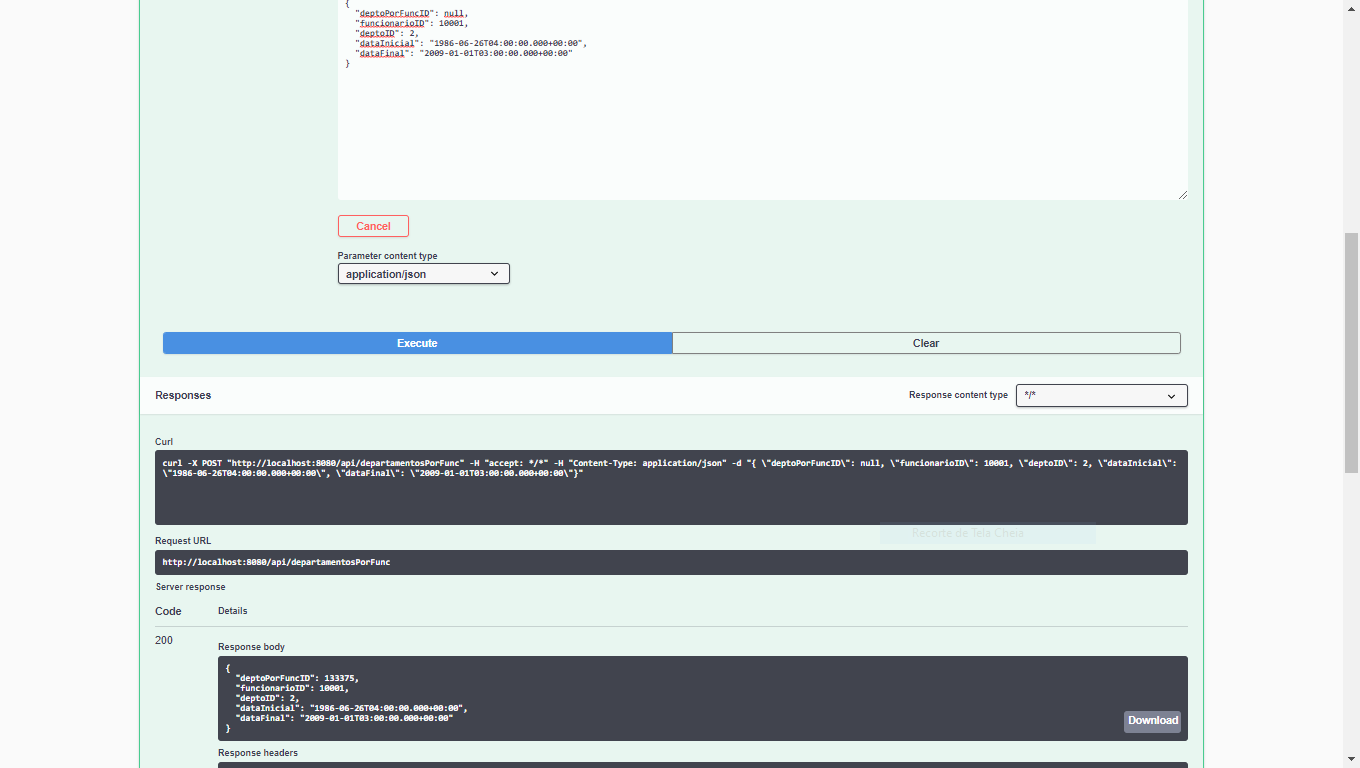 {
"deptoPorFuncID": null,
"funcionarioID": 10001,
"deptoID": 2,
"dataInicial": "1986-06-26T04:00:00.000+00:00",
"dataFinal": "2009-01-01T03:00:00.000+00:00"
}
Cancel
Parameter content type
application/json
Execute
Clear
Responses
Response content type
*/*
Curl
curl -X POST "http://localhost:8080/api/departamentosPorFunc" -H "accept: */*" -H "Content-Type: application/json" -d "{ \"deptoPorFuncID\": null, \"funcionarioID\": 10001, \"deptoID\": 2, \"dataInicial\":
\"1986-06-26T04:00:00.000+00:00\", \"dataFinal\": \"2009-01-01T03:00:00.000+00:00\"}"
Recorte de Tela Cheia
Request URL
http://localhost:8080/api/departamentosPorFunc
Server response
Code
Details
200
Response body
{
"deptoPorFuncID": 133375,
"funcionarioID": 10001,
"deptoID": 2,
"dataInicial": "1986-06-26T04:00:00.000+00:00",
"dataFinal": "2009-01-01T03:00:00.000+00:00"
}
Download
Response headers